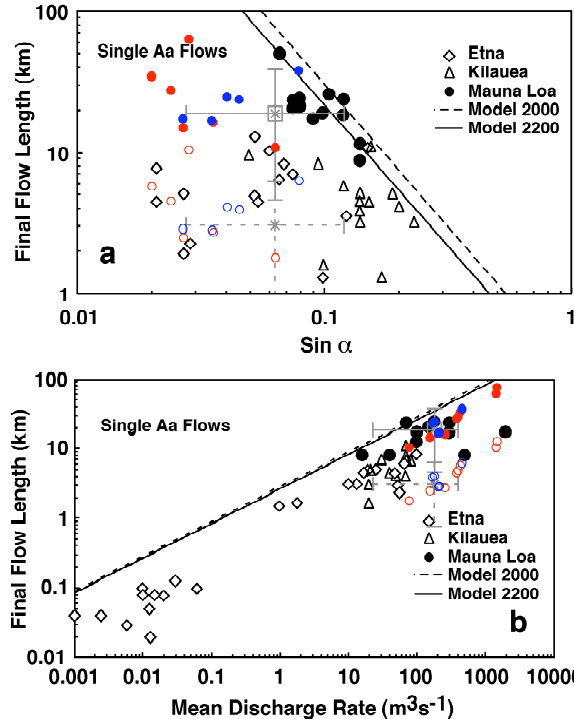 100
Single Aa Flows
Etna
Kilauea
Mauna Loa
Model 2000
Model 2200
10
Final Flow Length (km)
a
1
0.01
0.1
1
Sin α
100
Single Aa Flows
10
1
Etna
Kilauea
Mauna Loa
Model 2000
Model 2200
0.1
Final Flow Length (km)
b
0.01
0.001
0.01
0.1
1
10
100
1000
10000
Mean Discharge Rate (m3s-1)